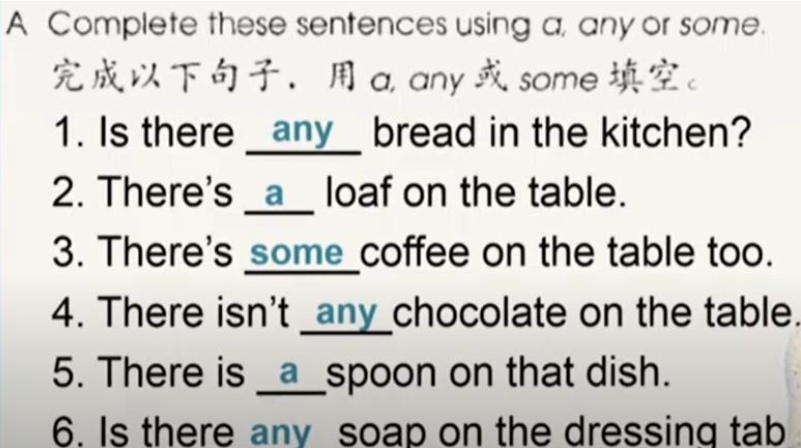 A Complete these sentences using a, any or some.
完成以下句子. 用 a, any 或 some 填空。
1. Is there any bread in the kitchen?
2. There's a loaf on the table.
3. There's some coffee on the table too.
4. There isn't any chocolate on the table.
5. There is a spoon on that dish.
6. Is there any soap on the dressing tab